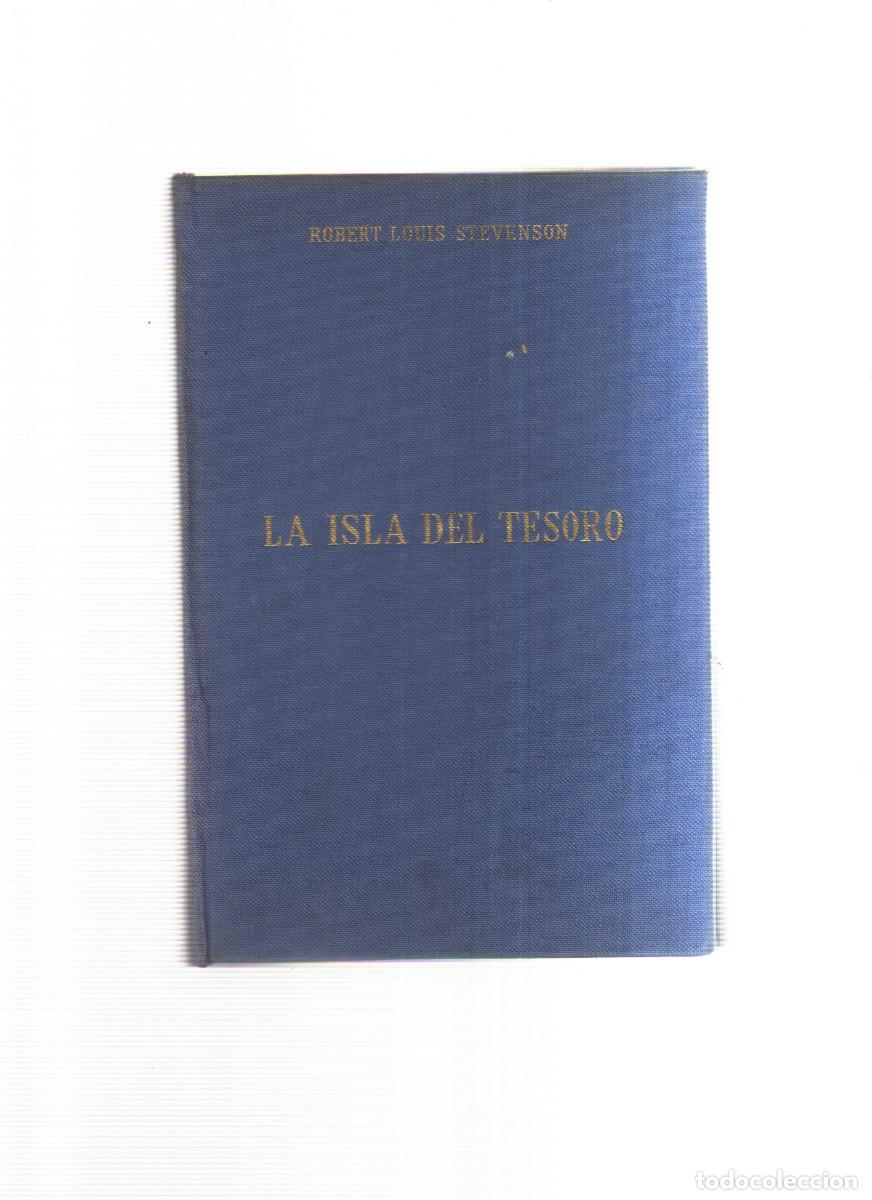 ROBERT LOUIS STEVENSON
LA ISLA DEL TESORO
todocoleccion